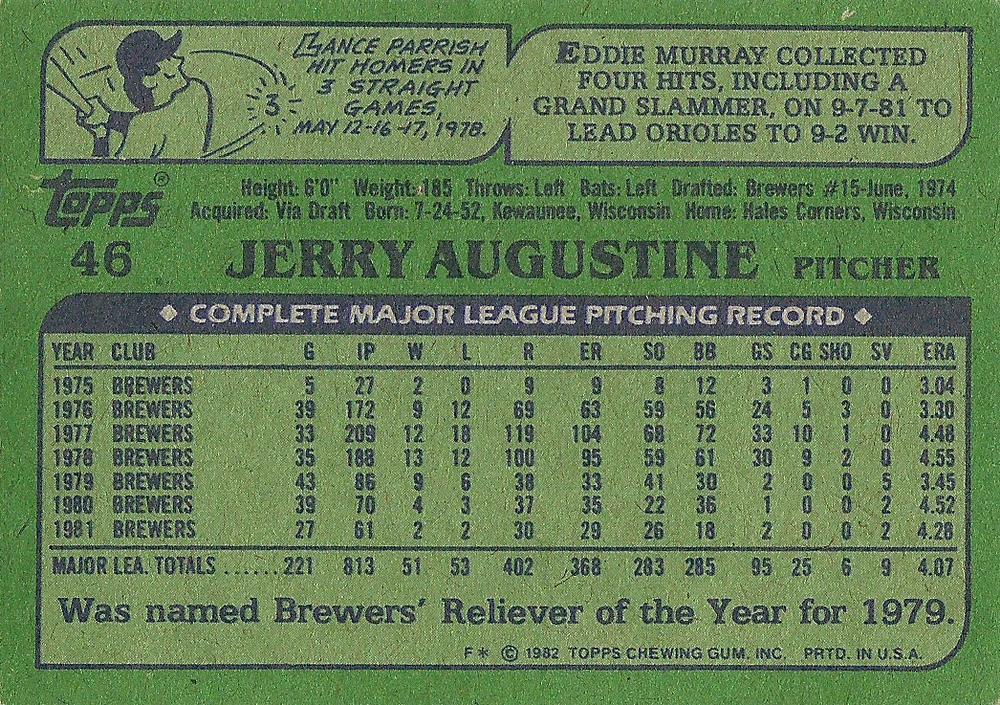 LANCE PARRISH
HIT HOMERS IN
3 STRAIGHT
GAMES,
MAY 12-16-17, 1978.
3
EDDIE MURRAY COLLECTED
FOUR HITS, INCLUDING A
GRAND SLAMMER, ON 9-7-81 TO
LEAD ORIOLES TO 9-2 WIN.
Topps®
Height: 6'0" Weight: 185 Throws: Left Bats: Left Drafted: Brewers #15-June, 1974
Acquired: Via Draft Born: 7-24-52, Kewaunee, Wisconsin Home: Hales Corners, Wisconsin
46 JERRY AUGUSTINE PITCHER
◆ COMPLETE MAJOR LEAGUE PITCHING RECORD ◆
YEAR CLUB G IP W L R ER SO BB GS CG SHO SV ERA
1975 BREWERS 5 27 2 0 9 9 8 12 3 1 0 0 3.04
1976 BREWERS 39 172 9 12 69 63 59 56 24 5 3 0 3.30
1977 BREWERS 33 209 12 18 119 104 68 72 33 10 1 0 4.48
1978 BREWERS 35 188 13 12 100 95 59 61 30 9 2 0 4.55
1979 BREWERS 43 86 9 6 38 33 41 30 2 0 0 5 3.45
1980 BREWERS 39 70 4 3 37 35 22 36 1 0 0 2 4.52
1981 BREWERS 27 61 2 2 30 29 26 18 2 0 0 2 4.28
MAJOR LEA. TOTALS ......221 813 51 53 402 368 283 285 95 25 6 9 4.07
Was named Brewers' Reliever of the Year for 1979.
F* © 1982 TOPPS CHEWING GUM, INC. PRTD. IN U.S.A.